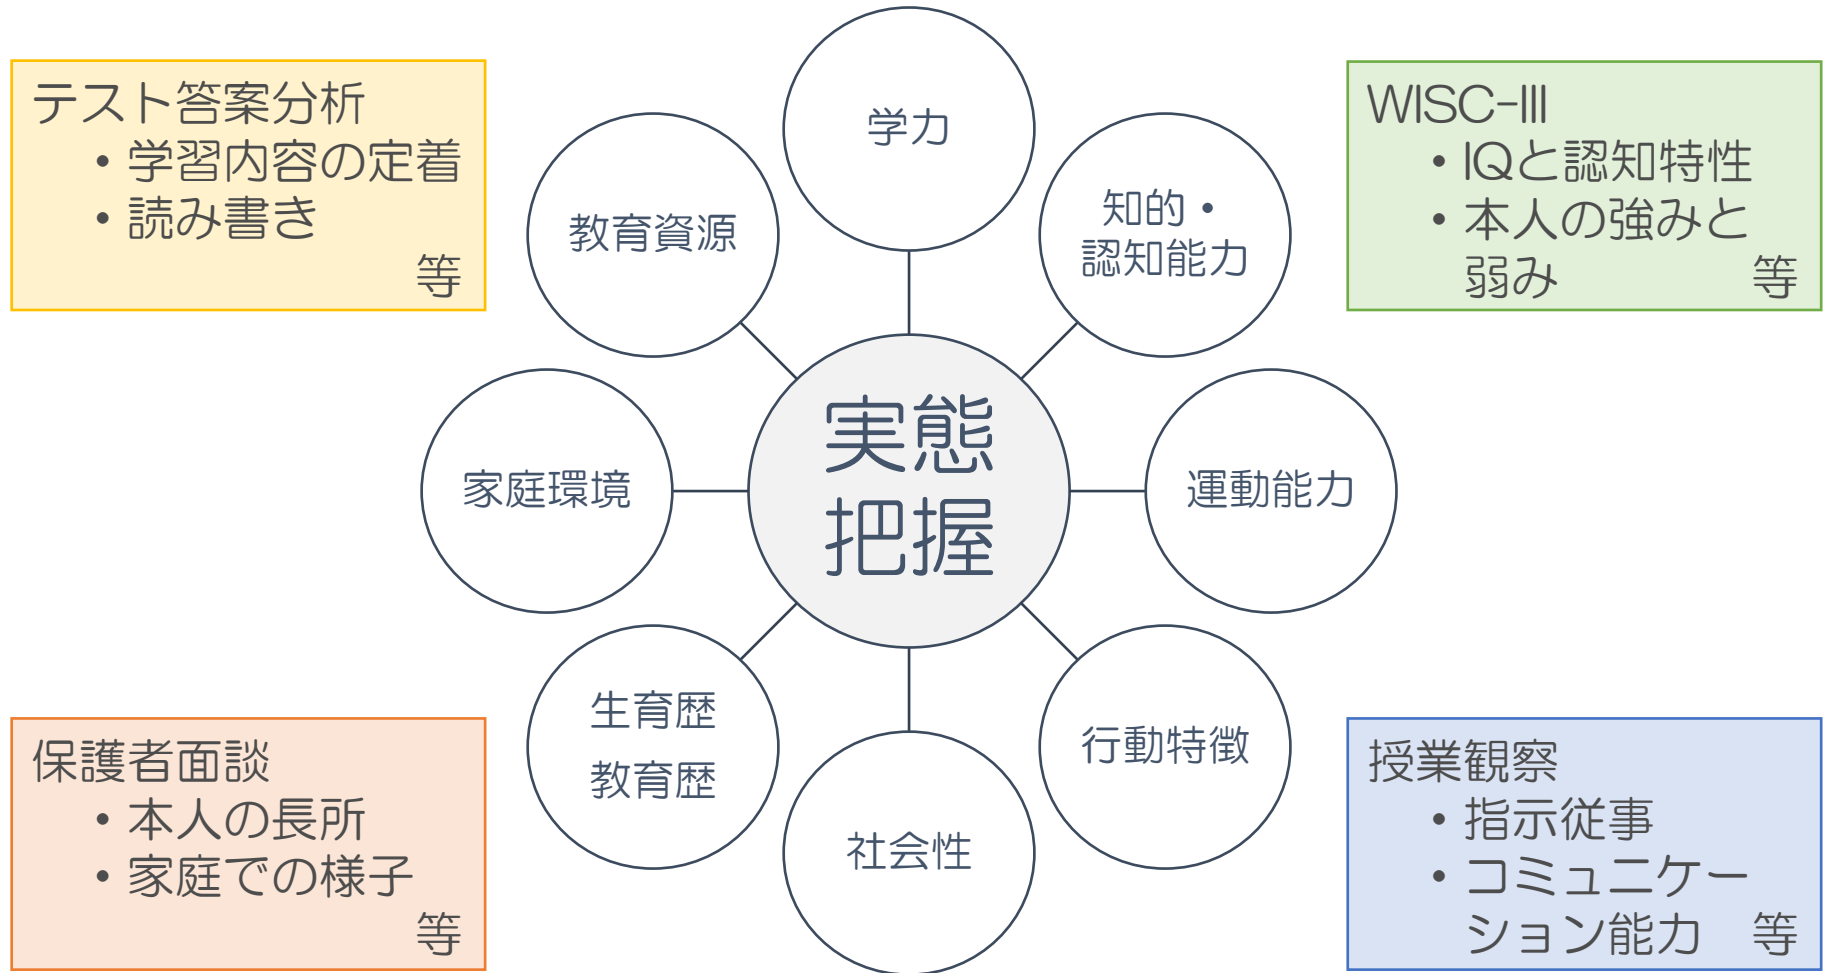 テスト答案分析
・学習内容の定着
・読み書き
等
WISC-III
・IQと認知特性
・本人の強みと
弱み 等
学力
教育資源
知的・
認知能力
家庭環境
実態
把握
運動能力
生育歴
教育歴
行動特徴
社会性
保護者面談
・本人の長所
・家庭での様子
等
授業観察
・指示従事
・コミュニケー
ション能力 等